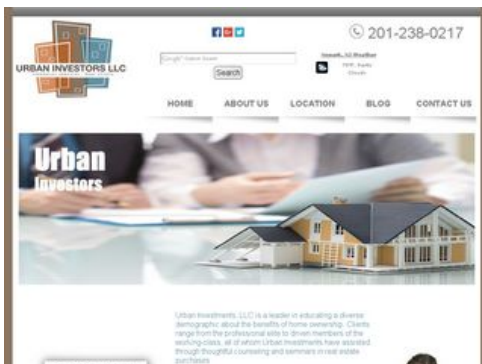 201-238-0217
URBAN INVESTORS LLC
Search
HOME ABOUT US LOCATION BLOG CONTACT US
Urban
Investors
Urban Investments, LLC is a leader in educating a diverse
demographic about the benefits of home ownership. Clients
range from the professional elite to driven members of the
working-class, all of whom Urban Investments have assisted
through thoughtful counseling and seminars in real estate
purchases